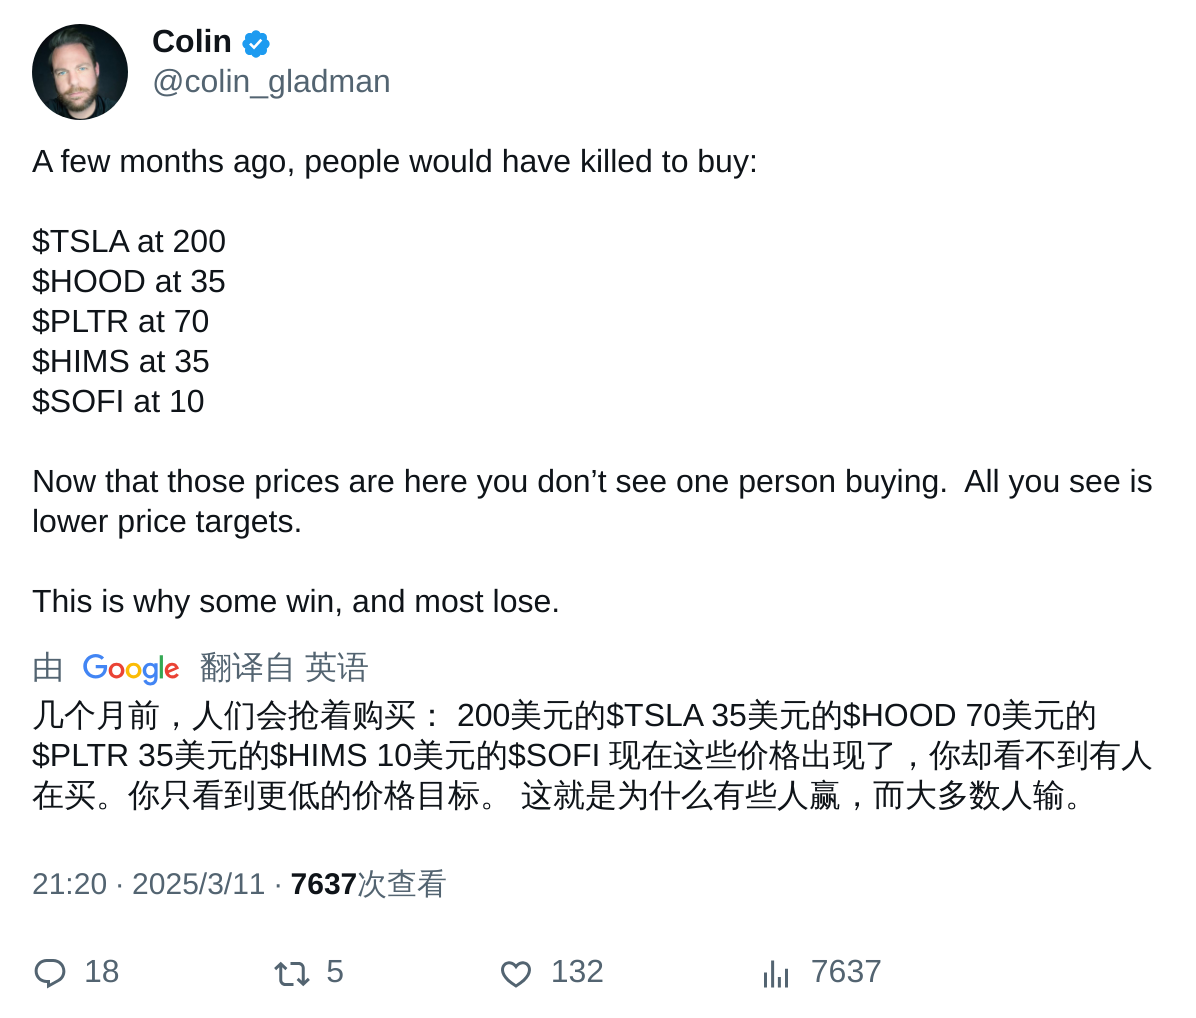 Colin
@colin_gladman
A few months ago, people would have killed to buy:
$TSLA at 200
$HOOD at 35
$PLTR at 70
$HIMS at 35
$SOFI at 10
Now that those prices are here you don’t see one person buying.  All you see is
lower price targets.
This is why some win, and most lose.
由 Google 翻译自 英语
几个月前，人们会抢着购买： 200美元的$TSLA 35美元的$HOOD 70美元的
$PLTR 35美元的$HIMS 10美元的$SOFI 现在这些价格出现了，你却看不到有人
在买。你只看到更低的价格目标。 这就是为什么有些人赢，而大多数人输。
21:20 · 2025/3/11 · 7637次查看
18 5 132 7637